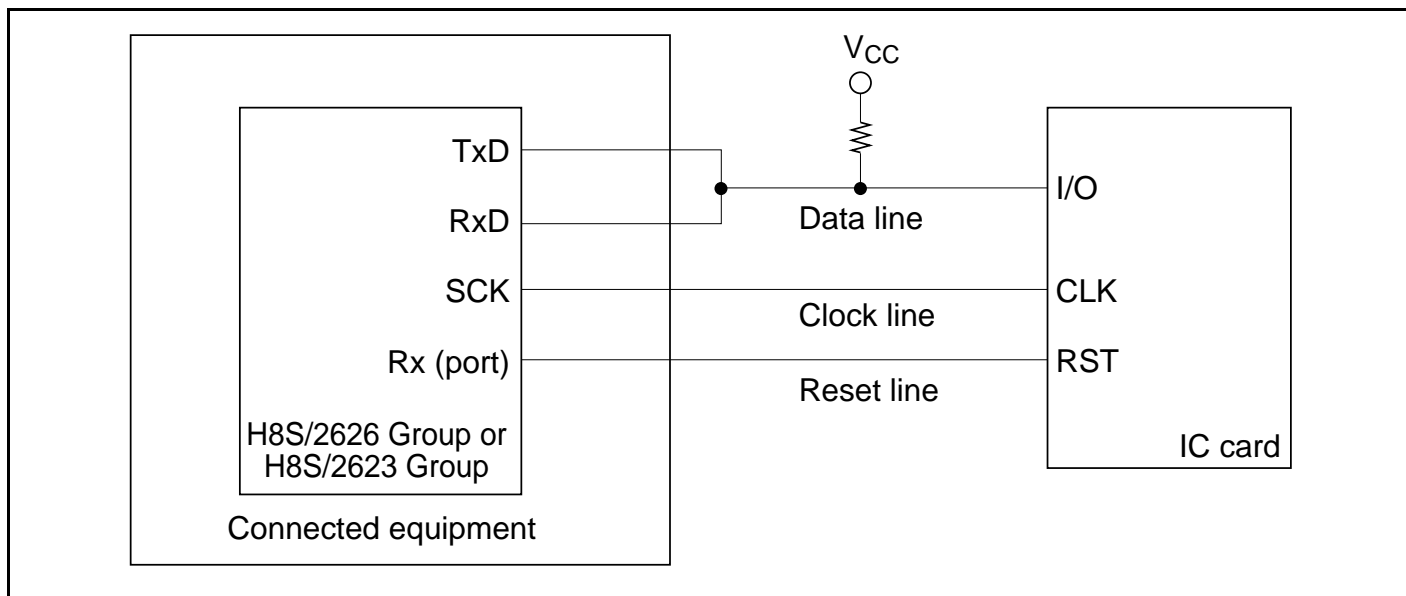 VCC
TxD
RxD
SCK
Rx (port)
H8S/2626 Group or
H8S/2623 Group
Connected equipment
Data line
Clock line
Reset line
I/O
CLK
RST
IC card